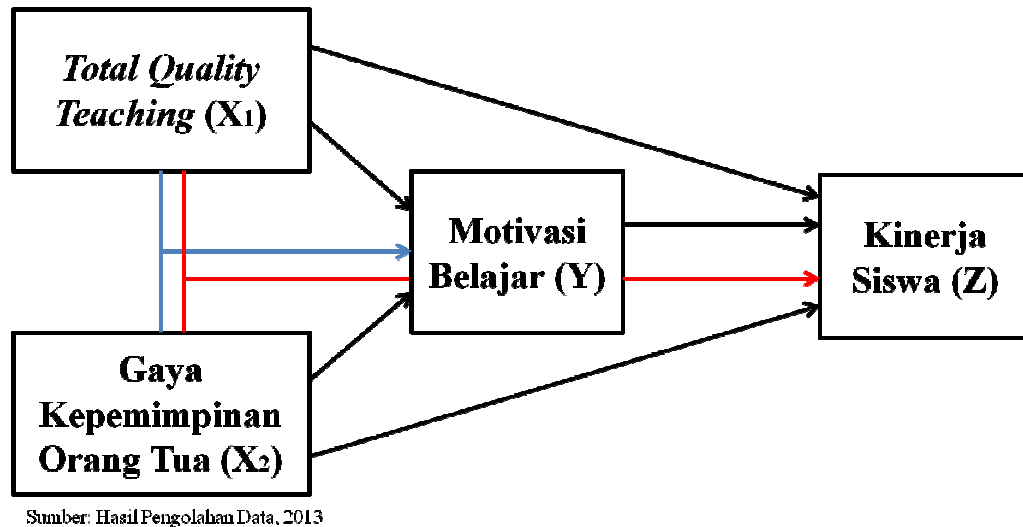 Total Quality
Teaching (X1)
Motivasi
Belajar (Y)
Kinerja
Siswa (Z)
Gaya
Kepemimpinan
Orang Tua (X2)
Sumber: Hasil Pengolahan Data, 2013